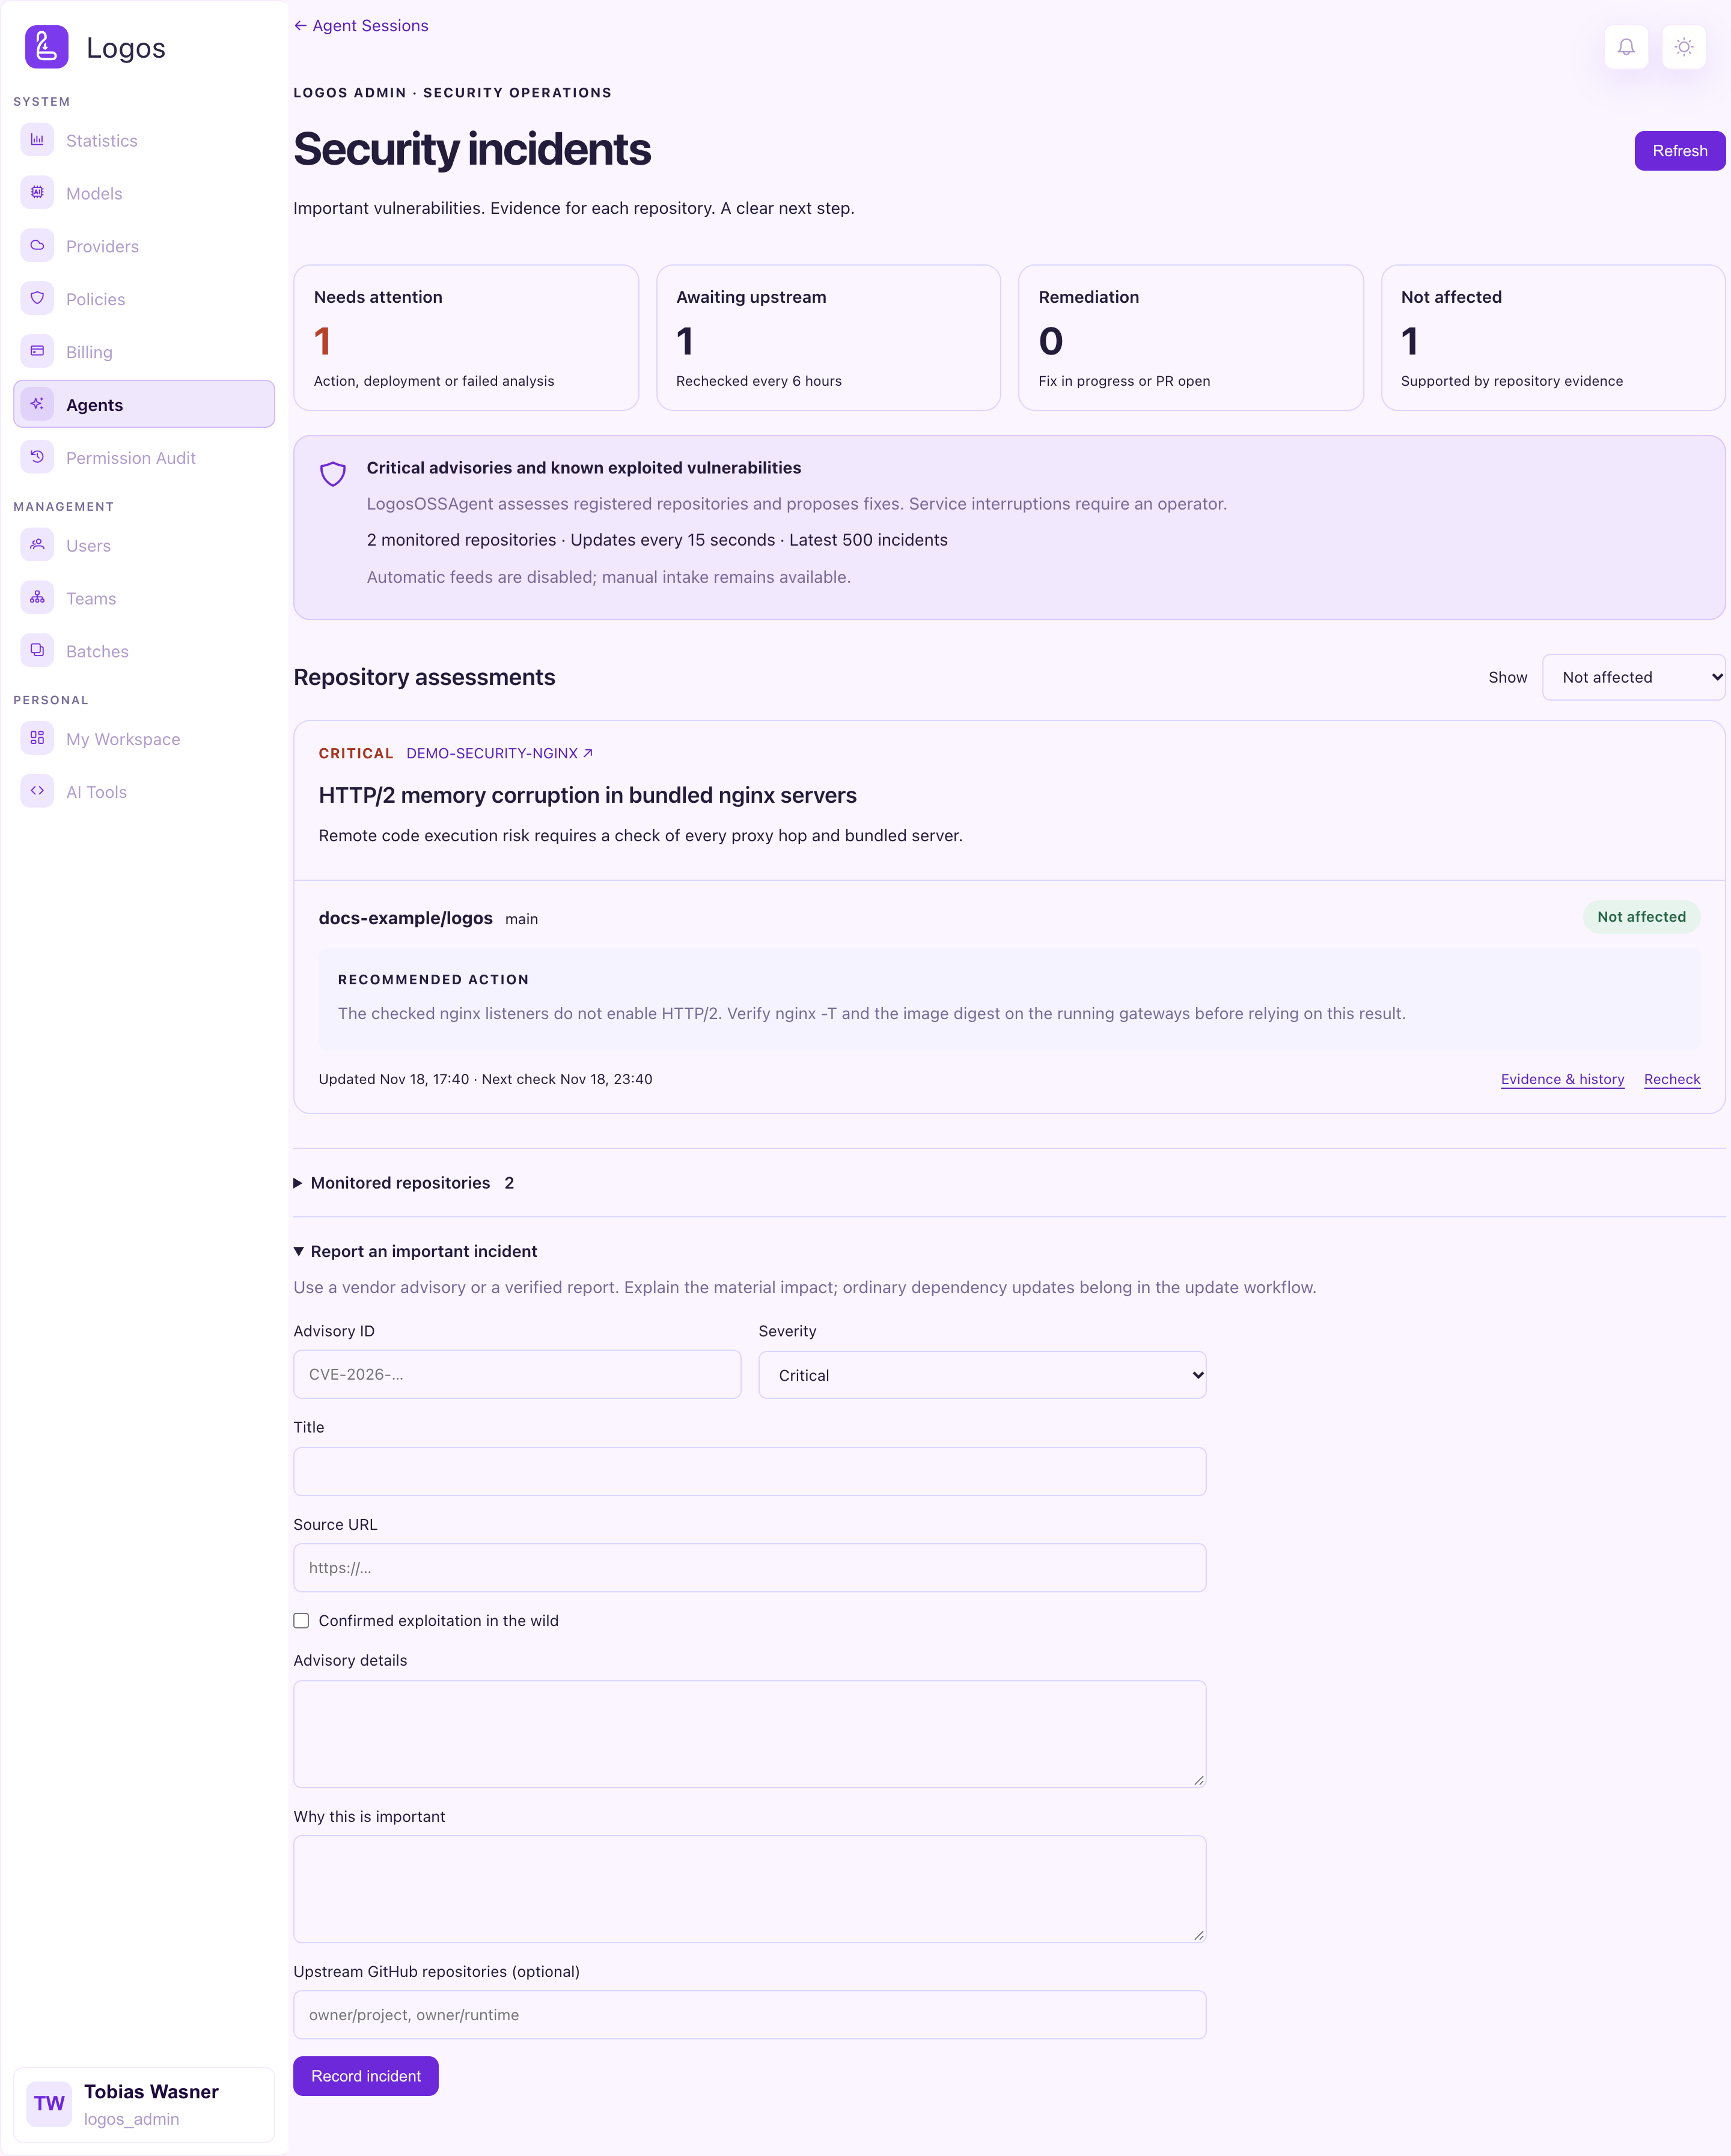 Logos
SYSTEM
Statistics
Models
Providers
Policies
Billing
Agents
Permission Audit
MANAGEMENT
Users
Teams
Batches
PERSONAL
My Workspace
AI Tools
TW
Tobias Wasner
logos_admin
← Agent Sessions
LOGOS ADMIN · SECURITY OPERATIONS
Security incidents
Refresh
Important vulnerabilities. Evidence for each repository. A clear next step.
Needs attention
1
Action, deployment or failed analysis
Awaiting upstream
1
Rechecked every 6 hours
Remediation
0
Fix in progress or PR open
Not affected
1
Supported by repository evidence
Critical advisories and known exploited vulnerabilities
LogosOSSAgent assesses registered repositories and proposes fixes. Service interruptions require an operator.
2 monitored repositories · Updates every 15 seconds · Latest 500 incidents
Automatic feeds are disabled; manual intake remains available.
Repository assessments
Show
Not affected
CRITICAL DEMO-SECURITY-NGINX ↗
HTTP/2 memory corruption in bundled nginx servers
Remote code execution risk requires a check of every proxy hop and bundled server.
docs-example/logos main
Not affected
RECOMMENDED ACTION
The checked nginx listeners do not enable HTTP/2. Verify nginx -T and the image digest on the running gateways before relying on this result.
Updated Nov 18, 17:40 · Next check Nov 18, 23:40
Evidence & history
Recheck
Monitored repositories 2
Report an important incident
Use a vendor advisory or a verified report. Explain the material impact; ordinary dependency updates belong in the update workflow.
Advisory ID
CVE-2026-...
Severity
Critical
Title
Source URL
https://...
Confirmed exploitation in the wild
Advisory details
Why this is important
Upstream GitHub repositories (optional)
owner/project, owner/runtime
Record incident